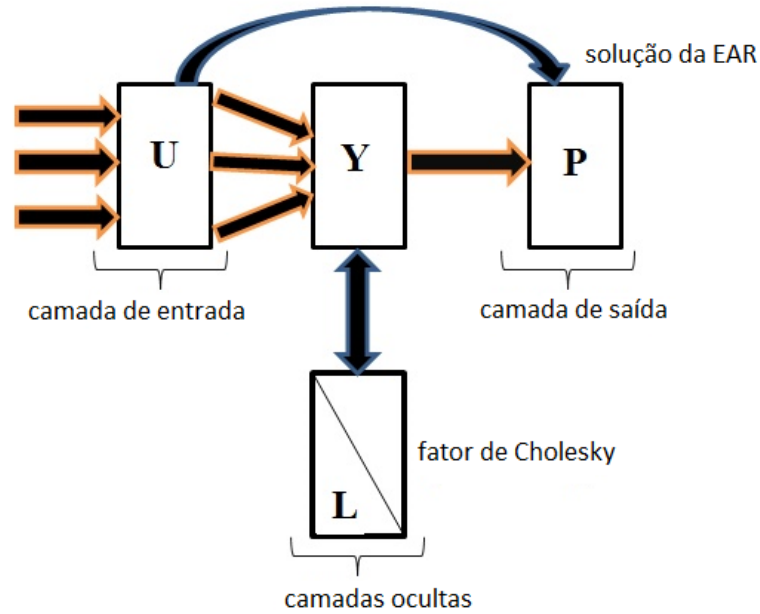 solução da EAR
U
Y
P
camada de entrada
camada de saída
fator de Cholesky
L
camadas ocultas